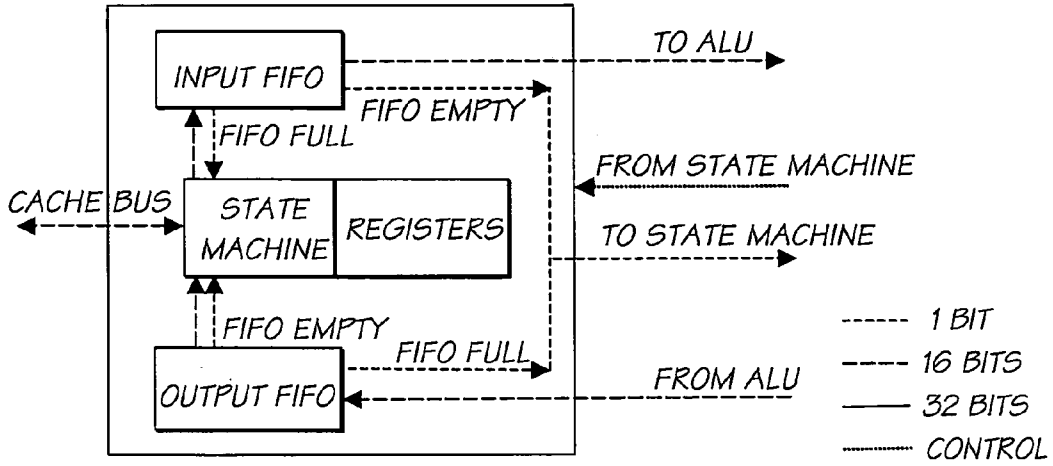 TO ALU
INPUT FIFO
FIFO EMPTY
FIFO FULL
FROM STATE MACHINE
CACHE BUS
STATE
MACHINE
REGISTERS
TO STATE MACHINE
FIFO EMPTY
1 BIT
FIFO FULL
16 BITS
OUTPUT FIFO
FROM ALU
32 BITS
CONTROL